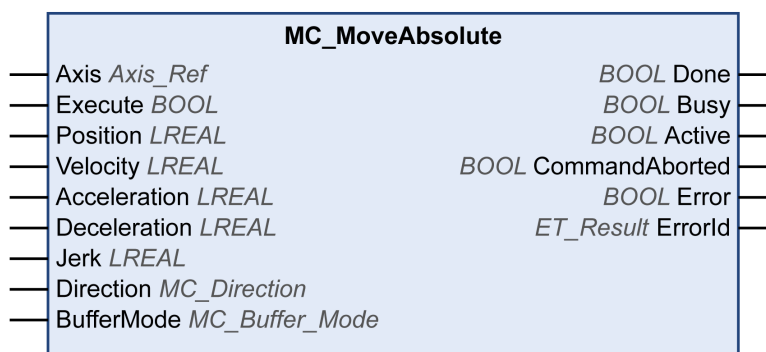 MC_MoveAbsolute
Axis Axis_Ref BOOL Done
Execute BOOL BOOL Busy
Position LREAL BOOL Active
Velocity LREAL BOOL CommandAborted
Acceleration LREAL BOOL Error
Deceleration LREAL ET_Result ErrorId
Jerk LREAL
Direction MC_Direction
BufferMode MC_Buffer_Mode